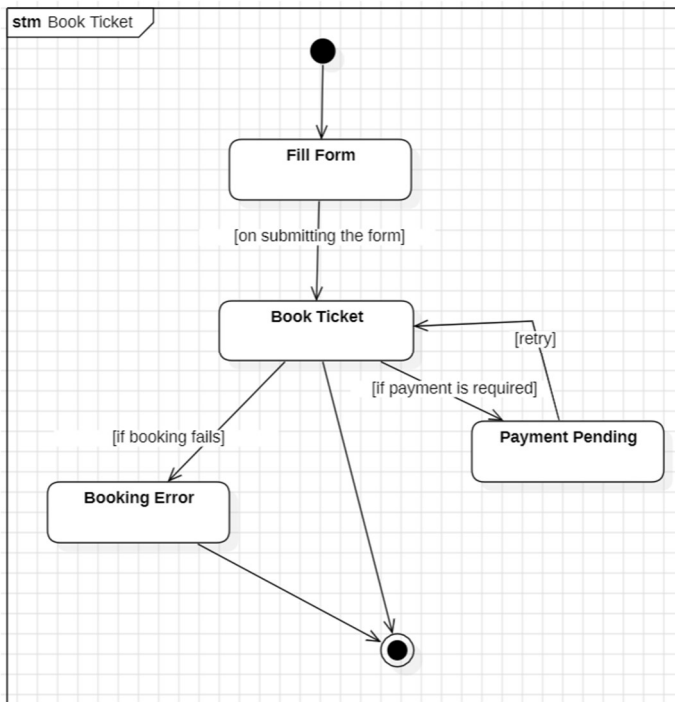 stm Book Ticket
Fill Form
[on submitting the form]
Book Ticket
[retry]
[if payment is required]
[if booking fails]
Payment Pending
Booking Error